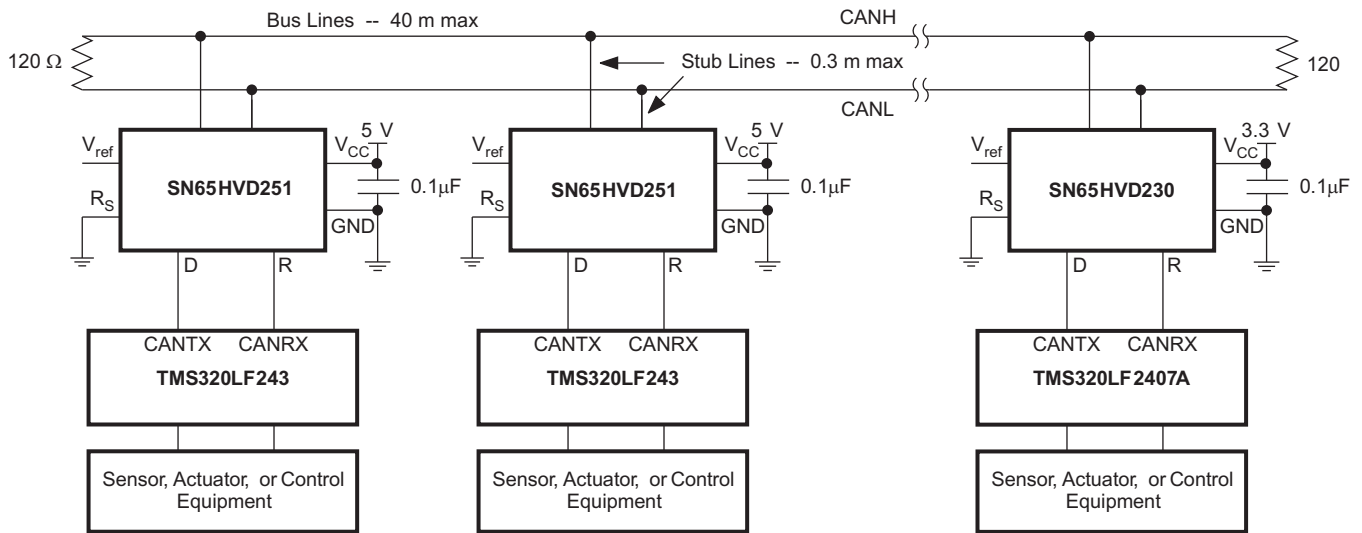 Bus Lines -- 40 m max
CANH
120 Ω
Stub Lines -- 0.3 m max
120
CANL
5 V
5 V
3.3 V
Vref
VCC
Vref
VCC
Vref
VCC
SN65HVD251
0.1μF
SN65HVD251
0.1μF
SN65HVD230
0.1μF
RS
GND
RS
GND
RS
GND
D
R
D
R
D
R
CANTX
CANRX
CANTX
CANRX
CANTX
CANRX
TMS320LF243
TMS320LF243
TMS320LF2407A
Sensor, Actuator, or Control
Equipment
Sensor, Actuator, or Control
Equipment
Sensor, Actuator, or Control
Equipment